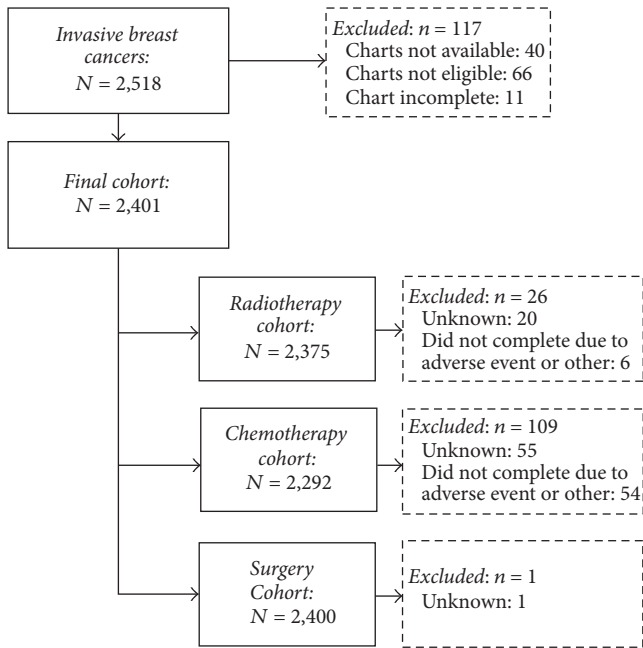 Invasive breast
cancers:
N = 2,518
Excluded: n = 117
Charts not available: 40
Charts not eligible: 66
Chart incomplete: 11
Final cohort:
N = 2,401
Radiotherapy
cohort:
N = 2,375
Excluded: n = 26
Unknown: 20
Did not complete due to
adverse event or other: 6
Chemotherapy
cohort:
N = 2,292
Excluded: n = 109
Unknown: 55
Did not complete due to
adverse event or other: 54
Surgery
Cohort:
N = 2,400
Excluded: n = 1
Unknown: 1